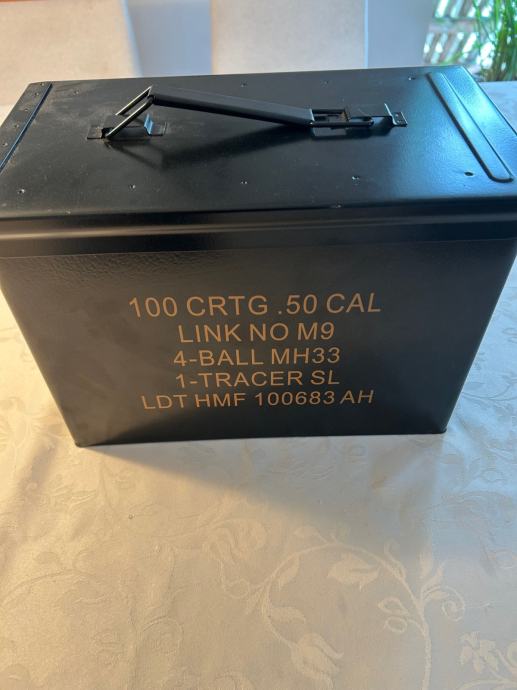 100 CRTG .50 CAL
LINK NO M9
4-BALL MH33
1-TRACER SL
LDT HMF 100683 AH